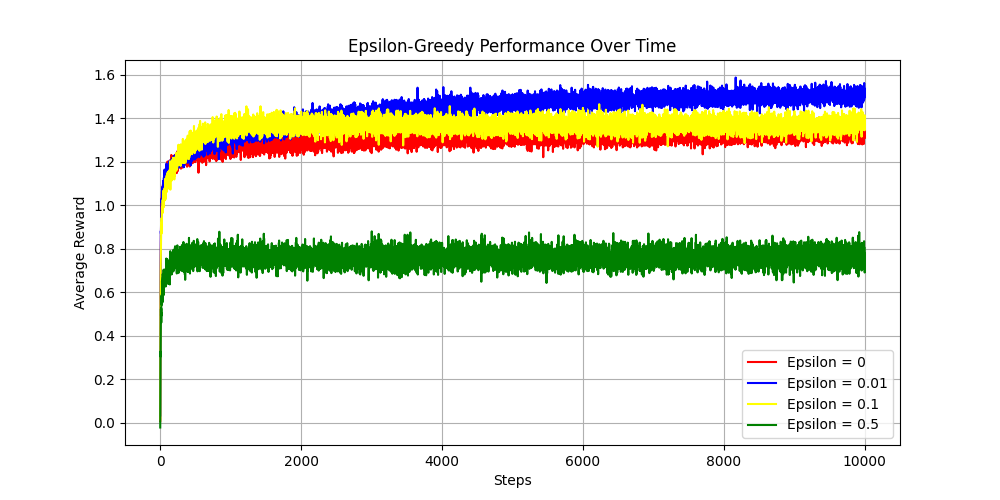 Epsilon-Greedy Performance Over Time
1.6
1.4
1.2
1.0
0.8
0.6
0.4
0.2
0.0
Average Reward
0 2000 4000 6000 8000 10000
Steps
Epsilon = 0
Epsilon = 0.01
Epsilon = 0.1
Epsilon = 0.5